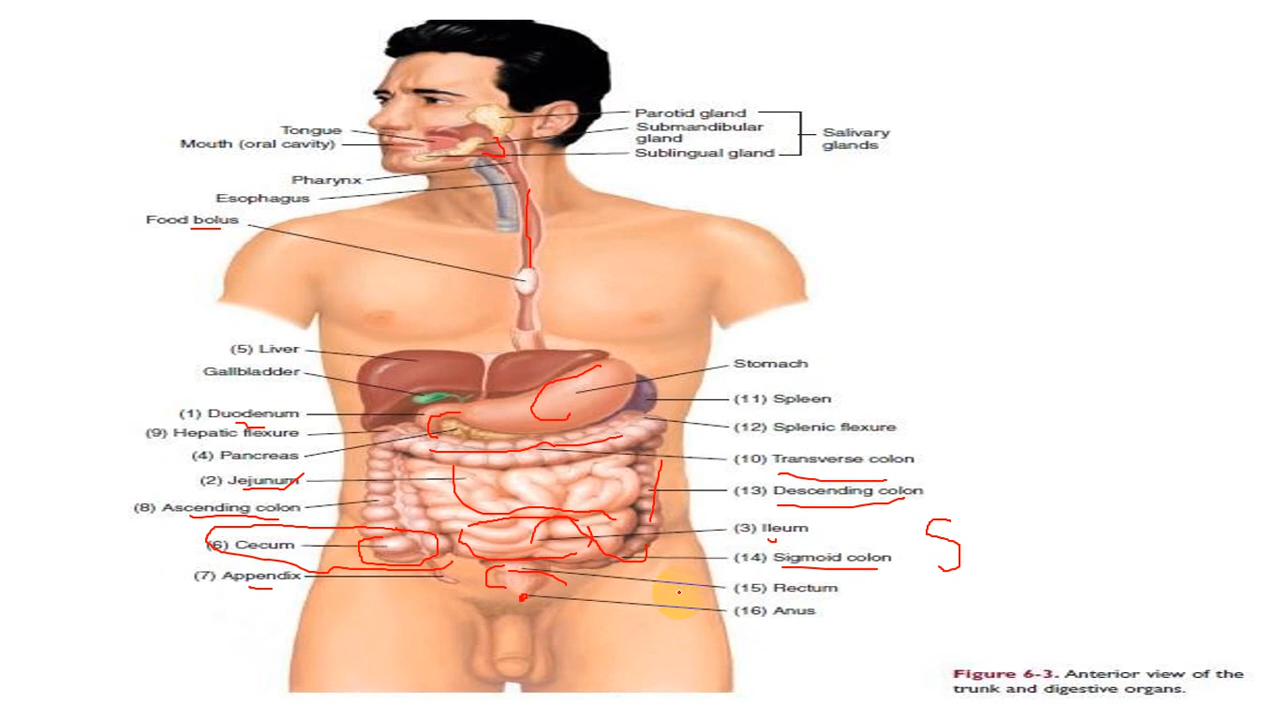 Parotid gland
Submandibular
gland
Sublingual gland
Salivary
glands
Tongue
Mouth (oral cavity)
Pharynx
Esophagus
Food bolus
(5) Liver
Gallbladder
(1) Duodenum
(9) Hepatic flexure
(4) Pancreas
(2) Jejunum
(8) Ascending colon
(6) Cecum
(7) Appendix
Stomach
(11) Spleen
(12) Splenic flexure
(10) Transverse colon
(13) Descending colon
(3) Ileum
(14) Sigmoid colon
(15) Rectum
(16) Anus
S
Figure 6-3. Anterior view of the
trunk and digestive organs.